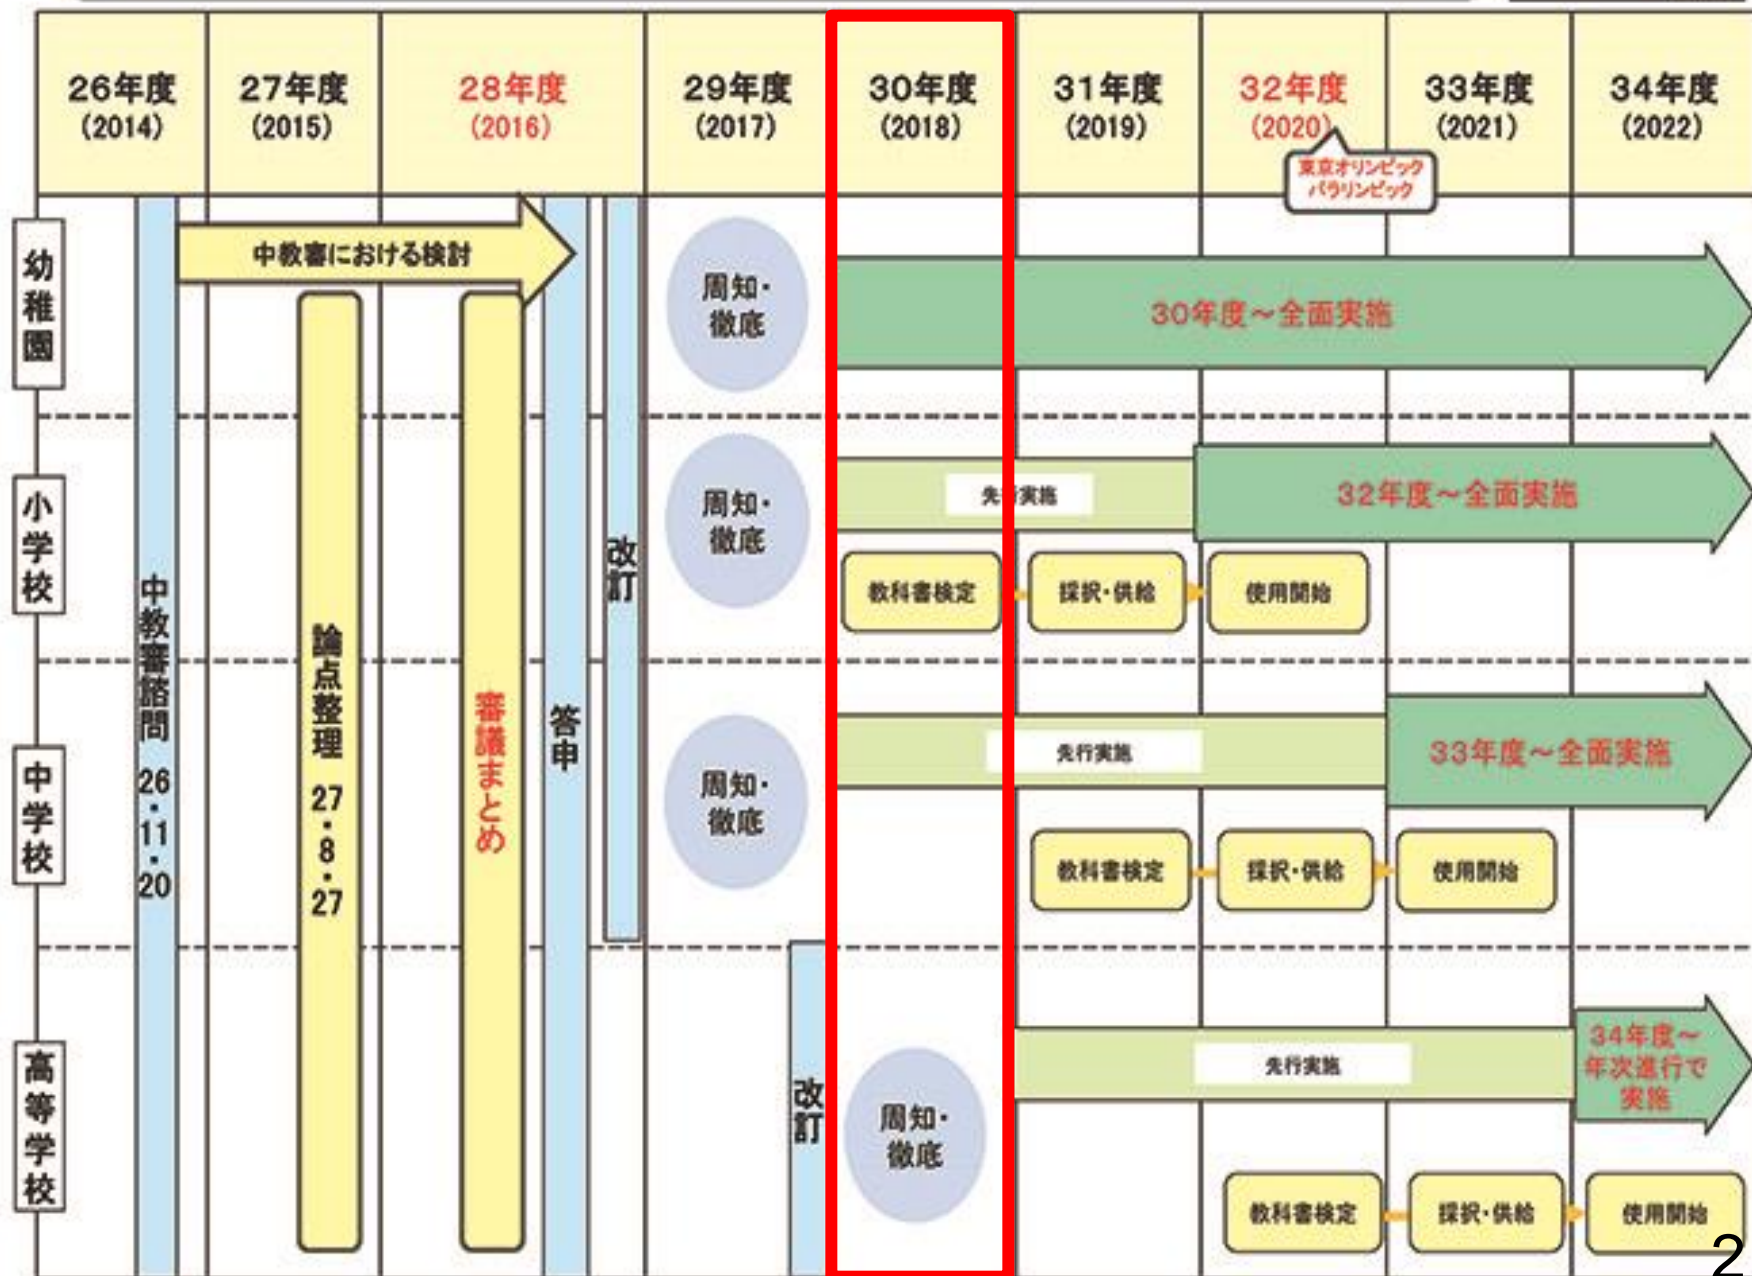 26年度
(2014)
27年度
(2015)
28年度
(2016)
29年度
(2017)
30年度
(2018)
31年度
(2019)
32年度
(2020)
33年度
(2021)
34年度
(2022)
東京オリンピック
パラリンピック
幼稚園
中教審における検討
周知・
徹底
30年度～全面実施
小学校
周知・
徹底
先行実施
32年度～全面実施
教科書検定
採択・供給
使用開始
中教審諮問 26・11・20
論点整理 27・8・27
審議まとめ
答申
改訂
中学校
周知・
徹底
先行実施
33年度～全面実施
教科書検定
採択・供給
使用開始
高等学校
改訂
周知・
徹底
先行実施
34年度～
年次進行で
実施
教科書検定
採択・供給
使用開始
2